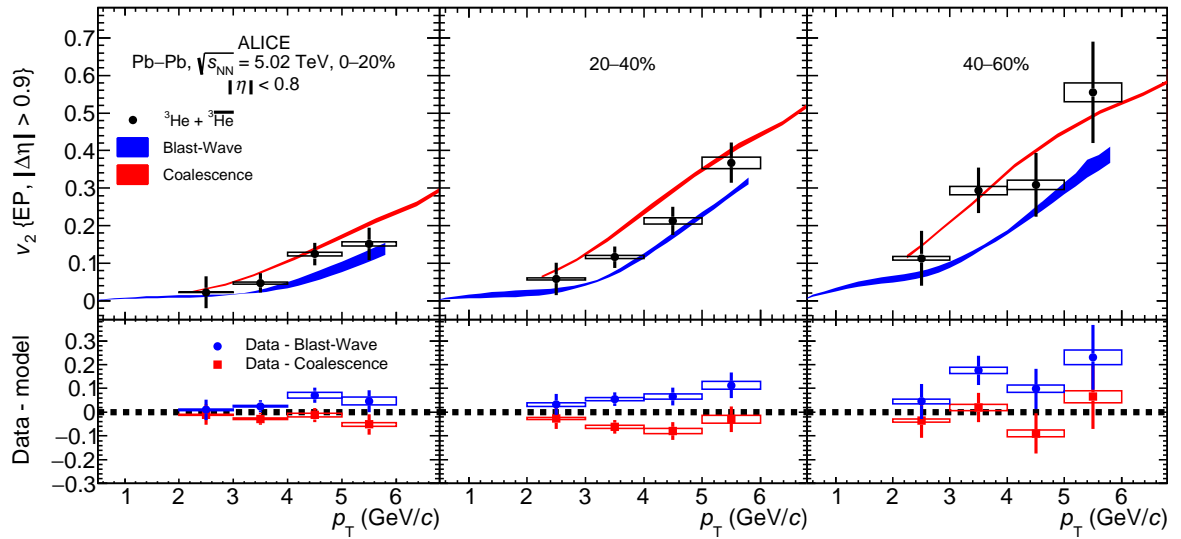 ALICE
Pb–Pb, √sNN = 5.02 TeV, 0–20%
|η| < 0.8
20–40%
40–60%
³He + ³H̅e̅
Blast-Wave
Coalescence
v₂ {EP, |Δη| > 0.9}
0.7
0.6
0.5
0.4
0.3
0.2
0.1
0
Data - Blast-Wave
Data - Coalescence
Data - model
0.3
0.2
0.1
0
−0.1
−0.2
−0.3
1 2 3 4 5 6
1 2 3 4 5 6
1 2 3 4 5 6
pT (GeV/c)
pT (GeV/c)
pT (GeV/c)